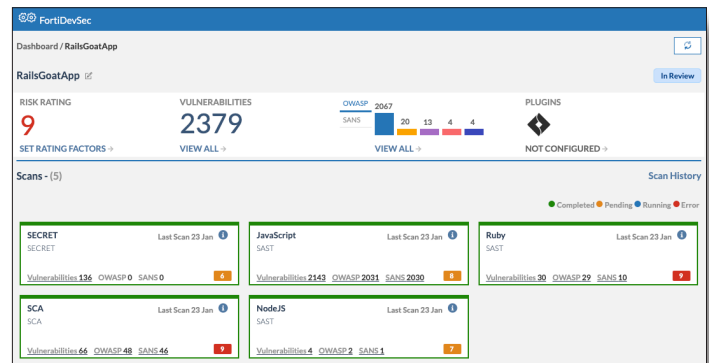 FortiDevSec
Dashboard / RailsGoatApp
RailsGoatApp
In Review
RISK RATING
9
SET RATING FACTORS →
VULNERABILITIES
2379
VIEW ALL →
OWASP
SANS
2067
20 13 4 4
VIEW ALL →
PLUGINS
NOT CONFIGURED →
Scans - (5)
Scan History
Completed Pending Running Error
SECRET Last Scan 23 Jan i
SECRET
Vulnerabilities 136 OWASP 0 SANS 0 6
JavaScript Last Scan 23 Jan i
SAST
Vulnerabilities 2143 OWASP 2031 SANS 2030 8
Ruby Last Scan 23 Jan i
SAST
Vulnerabilities 30 OWASP 29 SANS 10 9
SCA Last Scan 23 Jan i
SCA
Vulnerabilities 66 OWASP 48 SANS 46 9
NodeJS Last Scan 23 Jan i
SAST
Vulnerabilities 4 OWASP 2 SANS 1 7